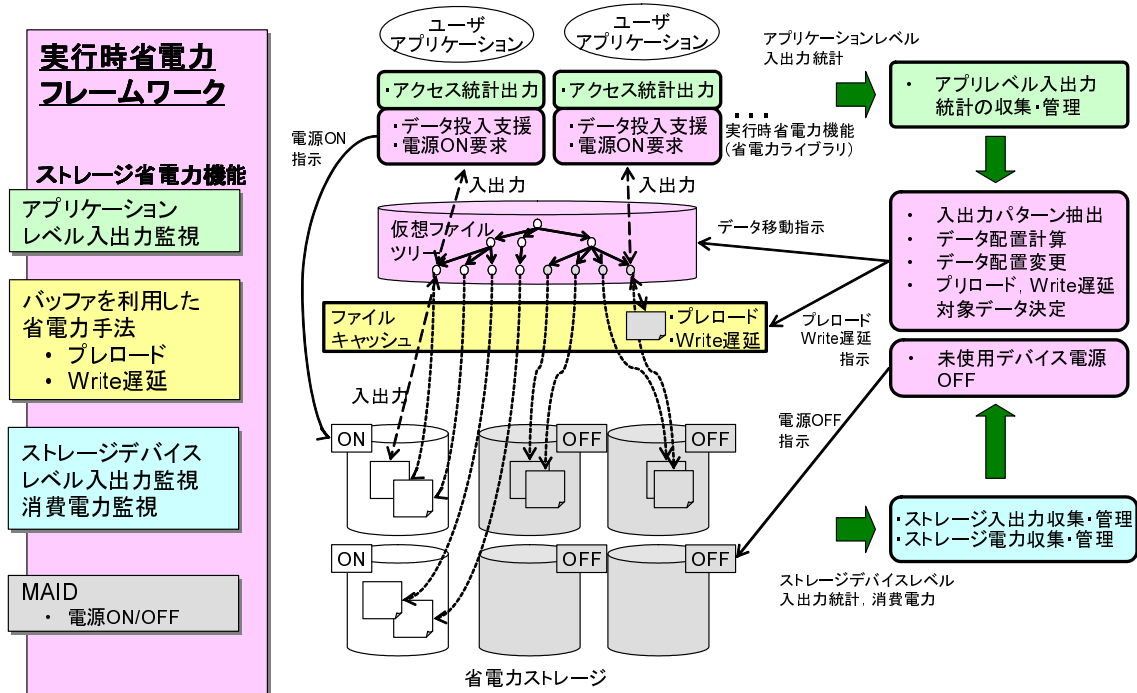 実行時省電力
フレームワーク
ストレージ省電力機能
アプリケーション
レベル入出力監視
バッファを利用した
省電力手法
・ プレロード
・ Write遅延
ストレージデバイス
レベル入出力監視
消費電力監視
MAID
・ 電源ON/OFF
ユーザ
アプリケーション
ユーザ
アプリケーション
・アクセス統計出力
・アクセス統計出力
・データ投入支援
・電源ON要求
・データ投入支援
・電源ON要求
・・・
実行時省電力機能
(省電力ライブラリ)
電源ON
指示
入出力
入出力
仮想ファイル
ツリー
ファイル
キャッシュ
・プレロード
・Write遅延
入出力
ON
OFF
OFF
ON
OFF
OFF
省電力ストレージ
アプリケーションレベル
入出力統計
・ アプリレベル入出力
統計の収集・管理
データ移動指示
・ 入出力パターン抽出
・ データ配置計算
・ データ配置変更
・ プリロード, Write遅延
対象データ決定
プレロード
Write遅延
指示
・ 未使用デバイス電源
OFF
電源OFF
指示
・ストレージ入出力収集・管理
・ストレージ電力収集・管理
ストレージデバイスレベル
入出力統計, 消費電力